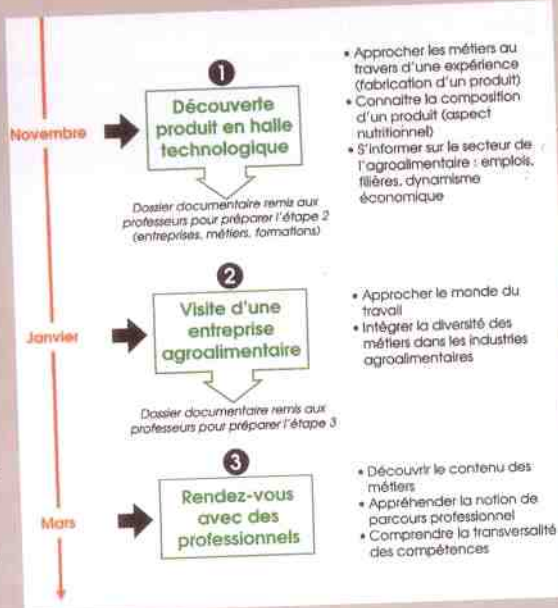 Novembre
1
Découverte
produit en halle
technologique
Dossier documentaire remis aux
professeurs pour préparer l'étape 2
(entreprises, métiers, formations)
• Approcher les métiers au
travers d'une expérience
(fabrication d'un produit)
• Connaitre la composition
d'un produit (aspect
nutritionnel)
• S'informer sur le secteur de
l'agroalimentaire : emplois,
filières, dynamisme
économique
Janvier
2
Visite d'une
entreprise
agroalimentaire
Dossier documentaire remis aux
professeurs pour préparer l'étape 3
• Approcher le monde du
travail
• Intégrer la diversité des
métiers dans les industries
agroalimentaires
Mars
3
Rendez-vous
avec des
professionnels
• Découvrir le contenu des
métiers
• Appréhender la notion de
parcours professionnel
• Comprendre la transversalité
des compétences